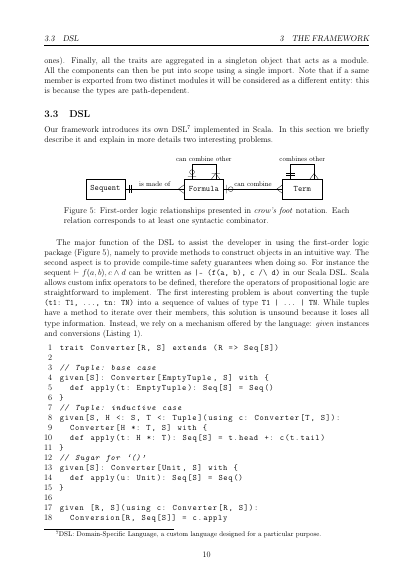 3.3 DSL 3 THE FRAMEWORK
ones). Finally, all the traits are aggregated in a singleton object that acts as a module.
All the components can then be put into scope using a single import. Note that if a same
member is exported from two distinct modules it will be considered as a different entity: this
is because the types are path-dependent.
3.3 DSL
Our framework introduces its own DSL7 implemented in Scala. In this section we briefly
describe it and explain in more details two interesting problems.
can combine other combines other
Sequent is made of Formula can combine Term
Figure 5: First-order logic relationships presented in crow's foot notation. Each
relation corresponds to at least one syntactic combinator.
The major function of the DSL to assist the developer in using the first-order logic
package (Figure 5), namely to provide methods to construct objects in an intuitive way. The
second aspect is to provide compile-time safety guarantees when doing so. For instance the
sequent ⊢ f(a, b), c ∧ d can be written as |- (f(a, b), c /\ d) in our Scala DSL. Scala
allows custom infix operators to be defined, therefore the operators of propositional logic are
straightforward to implement. The first interesting problem is about converting the tuple
(t1: T1, ..., tn: TN) into a sequence of values of type T1 | ... | TN. While tuples
have a method to iterate over their members, this solution is unsound because it loses all
type information. Instead, we rely on a mechanism offered by the language: given instances
and conversions (Listing 1).
1 trait Converter[R, S] extends (R => Seq[S])
2
3 // Tuple: base case
4 given[S]: Converter[EmptyTuple, S] with {
5 def apply(t: EmptyTuple): Seq[S] = Seq()
6 }
7 // Tuple: inductive case
8 given[S, H <: S, T <: Tuple](using c: Converter[T, S]):
9 Converter[H *: T, S] with {
10 def apply(t: H *: T): Seq[S] = t.head +: c(t.tail)
11 }
12 // Sugar for '()'
13 given[S]: Converter[Unit, S] with {
14 def apply(u: Unit): Seq[S] = Seq()
15 }
16
17 given [R, S](using c: Converter[R, S]):
18 Conversion[R, Seq[S]] = c.apply
7DSL: Domain-Specific Language, a custom language designed for a particular purpose.
10